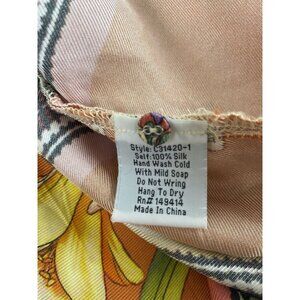 Style: C31420-1
Self:100% Silk
Hand Wash Cold
With Mild Soap
Do Not Wring
Hang To Dry
Rn# 149414
Made In China